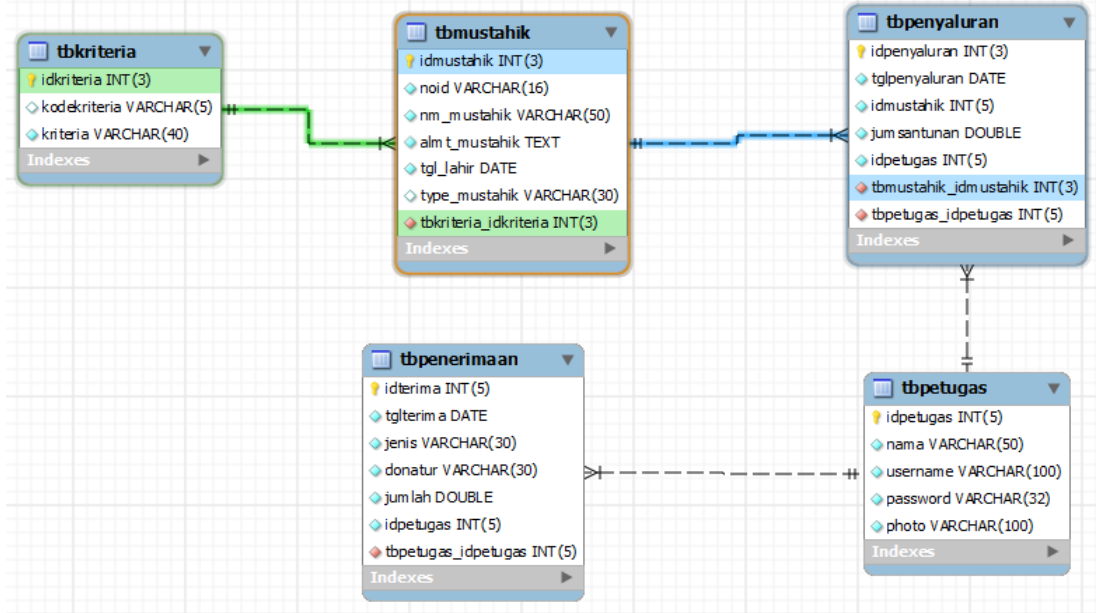 tbkriteria
idkriteria INT(3)
kodekriteria VARCHAR(5)
kriteria VARCHAR(40)
Indexes
tbmustahik
idmustahik INT(3)
noid VARCHAR(16)
nm_mustahik VARCHAR(50)
almt_mustahik TEXT
tgl_lahir DATE
type_mustahik VARCHAR(30)
tbkriteria_idkriteria INT(3)
Indexes
tbpenyaluran
idpenyaluran INT(3)
tglpenyaluran DATE
idmustahik INT(5)
jumsantunan DOUBLE
idpetugas INT(5)
tbmustahik_idmustahik INT(3)
tbpetugas_idpetugas INT(5)
Indexes
tbpenerimaan
idterima INT(5)
tglterima DATE
jenis VARCHAR(30)
donatur VARCHAR(30)
jumlah DOUBLE
idpetugas INT(5)
tbpetugas_idpetugas INT(5)
Indexes
tbpetugas
idpetugas INT(5)
nama VARCHAR(50)
username VARCHAR(100)
password VARCHAR(32)
photo VARCHAR(100)
Indexes